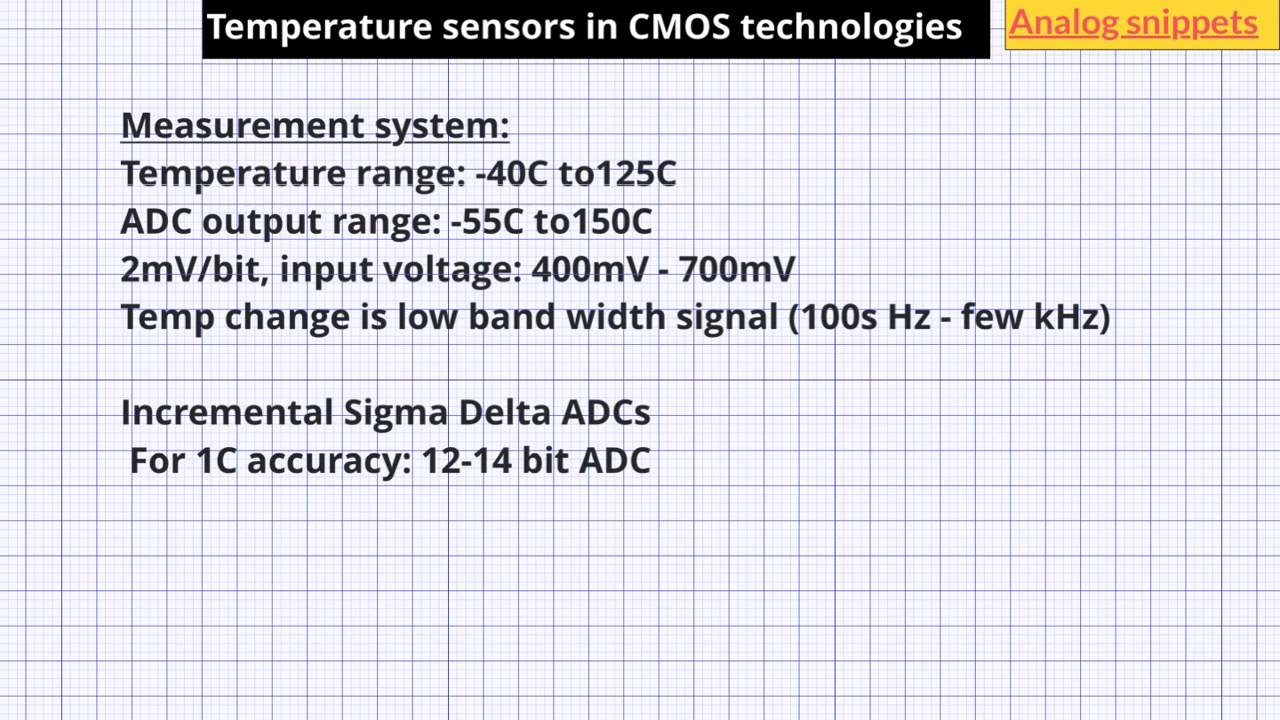 Temperature sensors in CMOS technologies
Analog snippets
Measurement system:
Temperature range: -40C to125C
ADC output range: -55C to150C
2mV/bit, input voltage: 400mV - 700mV
Temp change is low band width signal (100s Hz - few kHz)
Incremental Sigma Delta ADCs
For 1C accuracy: 12-14 bit ADC